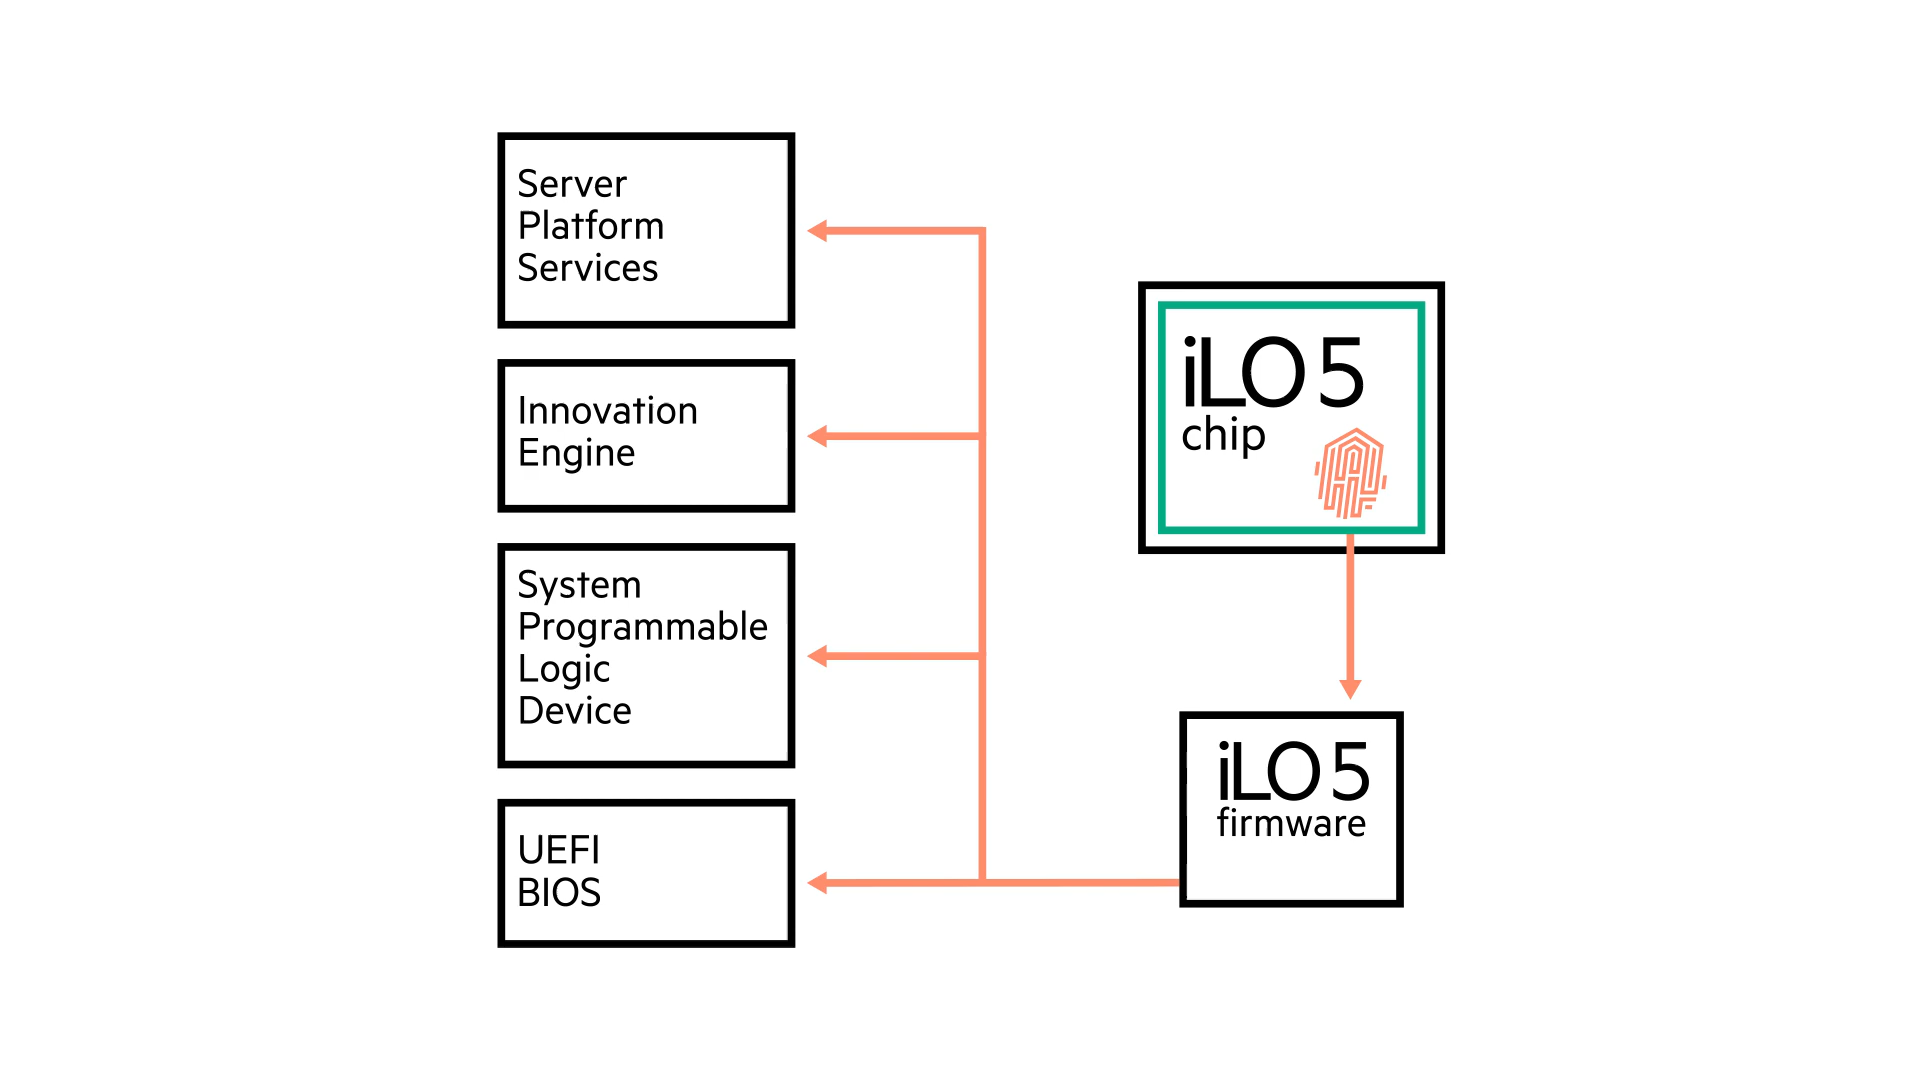 Server
Platform
Services
Innovation
Engine
System
Programmable
Logic
Device
UEFI
BIOS
iLO 5
chip
iLO 5
firmware